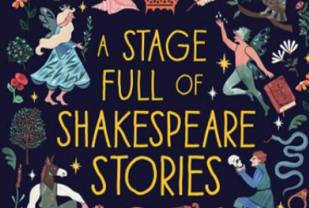 A STAGE
FULL OF
SHAKESPEARE
STORIES